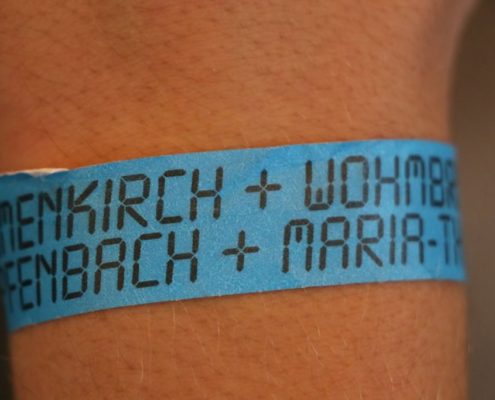 MENKIRCH + WOHMBR
FENBACH + MARIA-TH